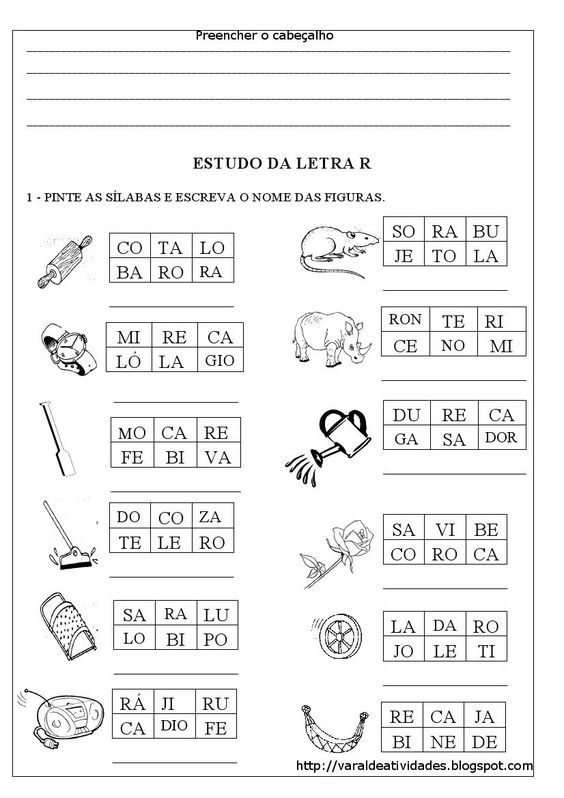 Preencher o cabeçalho
ESTUDO DA LETRA R
1 - PINTE AS SÍLABAS E ESCREVA O NOME DAS FIGURAS.
CO TA LO
BA RO RA
SO RA BU
JE TO LA
MI RE CA
LÓ LA GIO
RON TE RI
CE NO MI
MO CA RE
FE BI VA
DU RE CA
GA SA DOR
DO CO ZA
TE LE RO
SA VI BE
CO RO CA
SA RA LU
LO BI PO
LA DA RO
JO LE TI
RÁ JI RU
CA DIO FE
RE CA JA
BI NE DE
http://varaldeatividades.blogspot.com